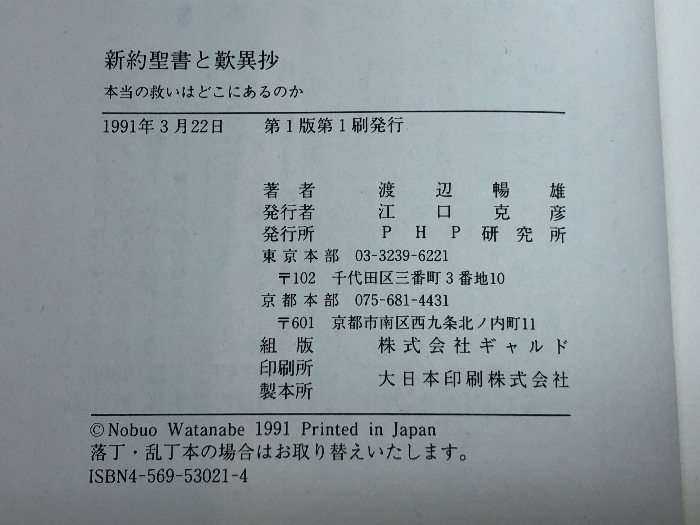 新約聖書と歎異抄
本当の救いはどこにあるのか
1991年3月22日　第1版第1刷発行
著者　渡辺暢雄
発行者　江口克彦
発行所　PHP研究所
東京本部　03-3239-6221
〒102　千代田区三番町3番地10
京都本部　075-681-4431
〒601　京都市南区西九条北ノ内町11
組版　株式会社ギャルド
印刷所
製本所　大日本印刷株式会社
©Nobuo Watanabe 1991 Printed in Japan
落丁・乱丁本の場合はお取り替えいたします。
ISBN4-569-53021-4